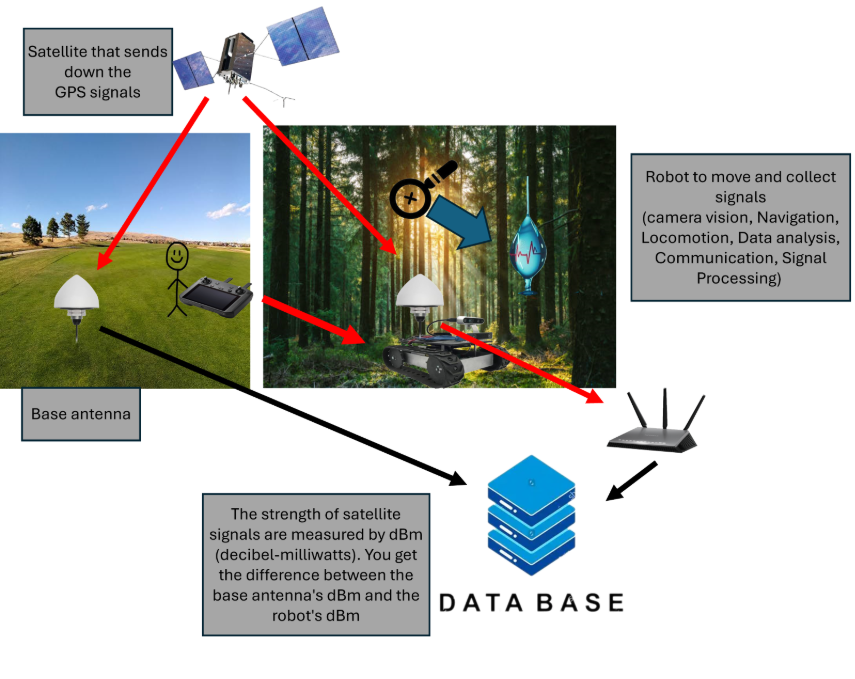 Satellite that sends
down the
GPS signals
Robot to move and collect
signals
(camera vision, Navigation,
Locomotion, Data analysis,
Communication, Signal
Processing)
Base antenna
The strength of satellite
signals are measured by dBm
(decibel-milliwatts). You get
the difference between the
base antenna's dBm and the
robot's dBm
DATA BASE